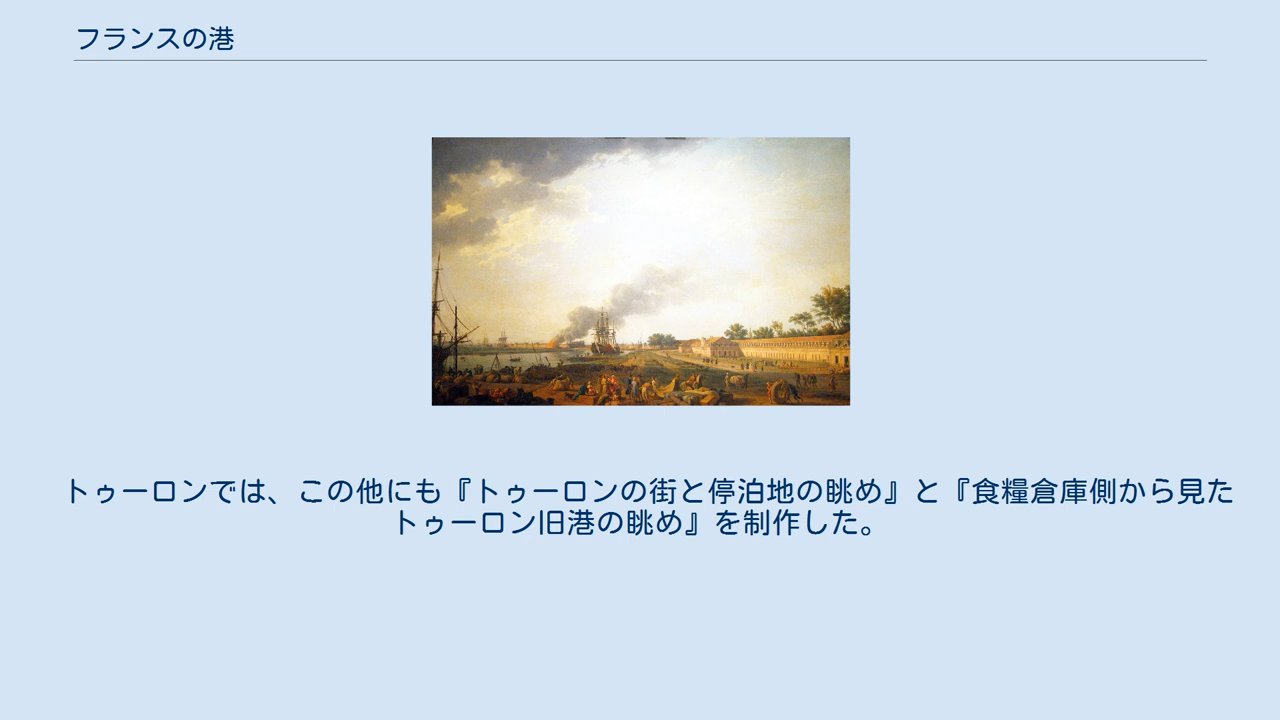 フランスの港
トゥーロンでは、この他にも『トゥーロンの街と停泊地の眺め』と『食糧倉庫側から見た
トゥーロン旧港の眺め』を制作した。